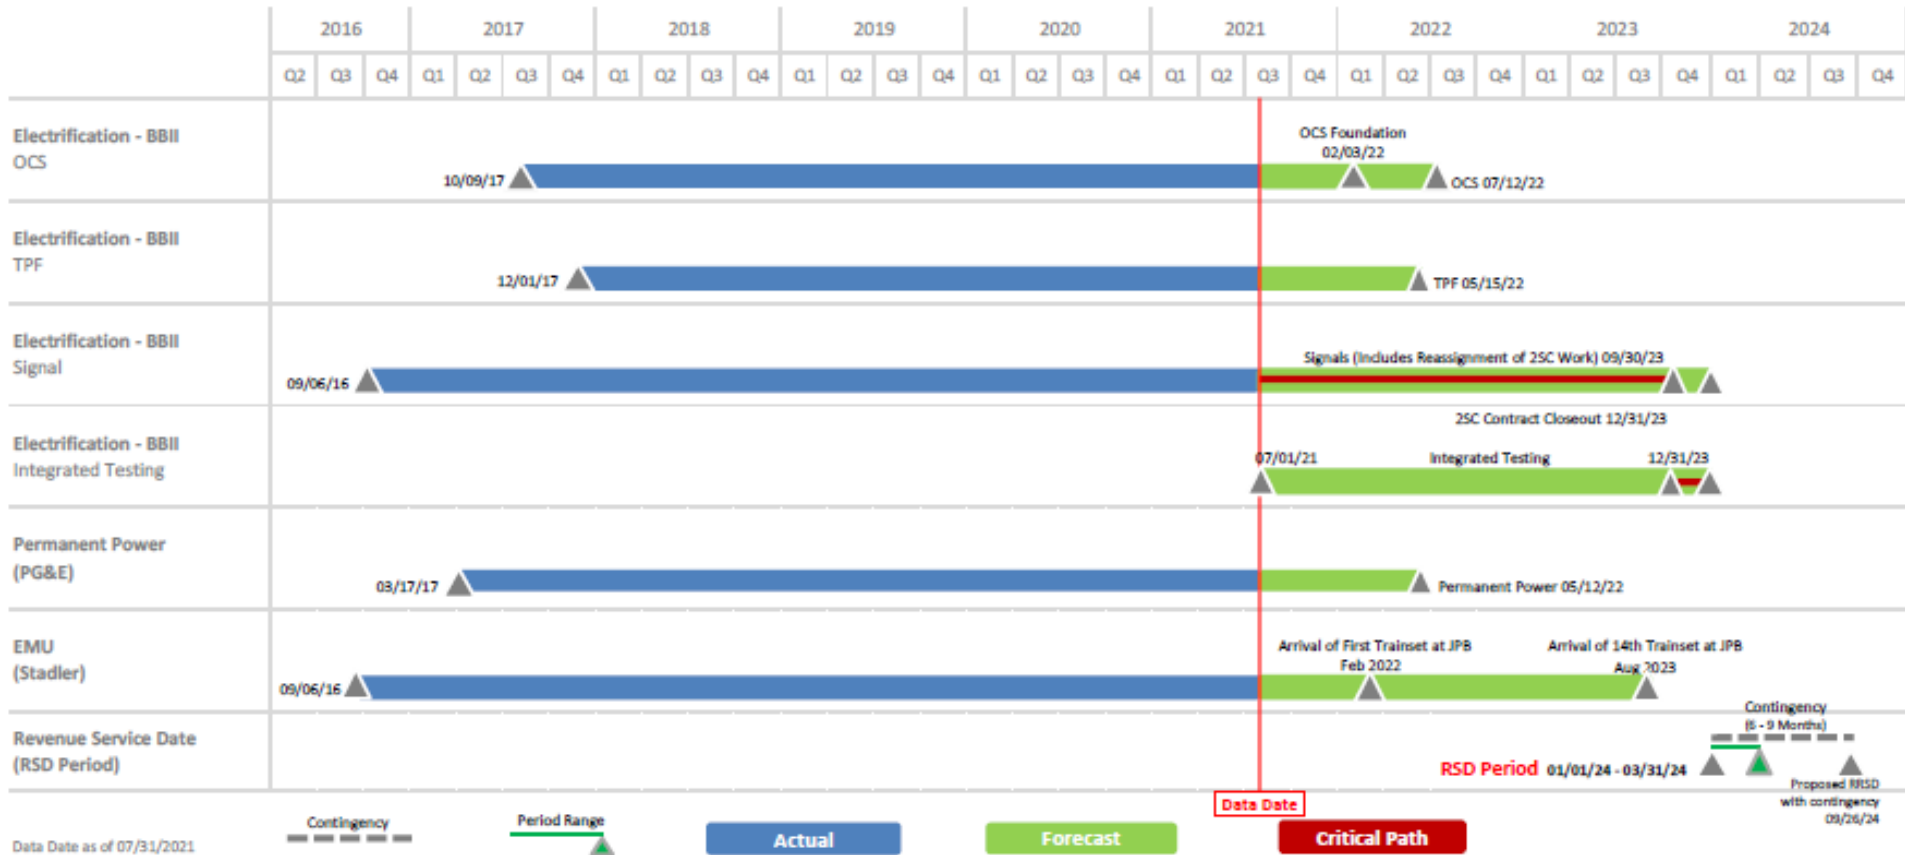 2016 2017 2018 2019 2020 2021 2022 2023 2024
Q2 Q3 Q4 Q1 Q2 Q3 Q4 Q1 Q2 Q3 Q4 Q1 Q2 Q3 Q4 Q1 Q2 Q3 Q4 Q1 Q2 Q3 Q4 Q1 Q2 Q3 Q4 Q1 Q2 Q3 Q4 Q1 Q2 Q3 Q4
Electrification - BBII
OCS
OCS Foundation
02/03/22
10/09/17
OCS 07/12/22
Electrification - BBII
TPF
12/01/17
TPF 05/15/22
Electrification - BBII
Signal
Signals (Includes Reassignment of 2SC Work) 09/30/23
09/06/16
2SC Contract Closeout 12/31/23
Electrification - BBII
Integrated Testing
07/01/21
Integrated Testing
12/31/23
Permanent Power
(PG&E)
03/17/17
Permanent Power 05/12/22
EMU
(Stadler)
Arrival of First Trainset at JPB
Feb 2022
Arrival of 14th Trainset at JPB
Aug 2023
09/06/16
Revenue Service Date
(RSD Period)
Contingency
(6 - 9 Months)
RSD Period 01/01/24 - 03/31/24
Proposed RRSD
with contingency
09/26/24
Data Date
Data Date as of 07/31/2021
Contingency
Period Range
Actual
Forecast
Critical Path